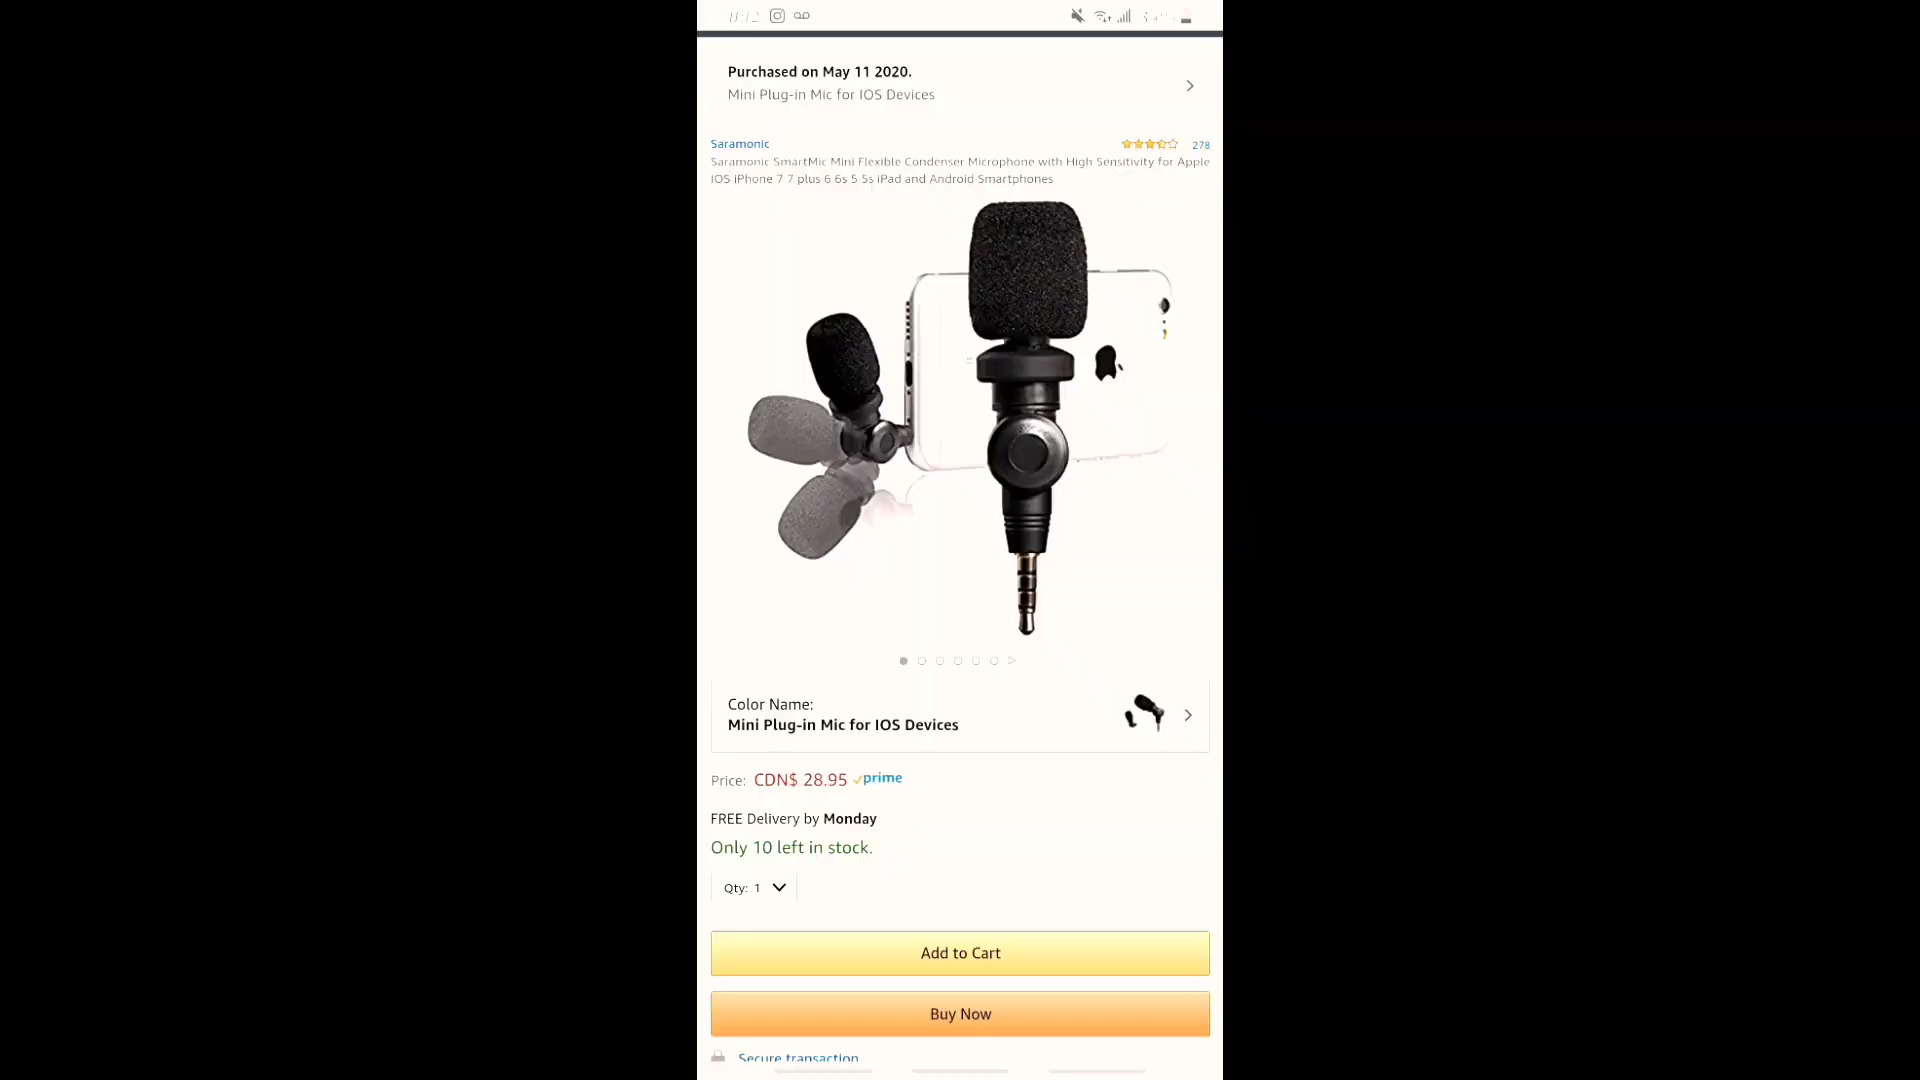 Purchased on May 11 2020.
Mini Plug-in Mic for IOS Devices
Saramonic
278
Saramonic SmartMic Mini Flexible Condenser Microphone with High Sensitivity for Apple
IOS iPhone 7 7 plus 6 6s 5 5s iPad and Android Smartphones
Color Name:
Mini Plug-in Mic for IOS Devices
Price: CDN$ 28.95 prime
FREE Delivery by Monday
Only 10 left in stock.
Qty: 1
Add to Cart
Buy Now
Secure transaction